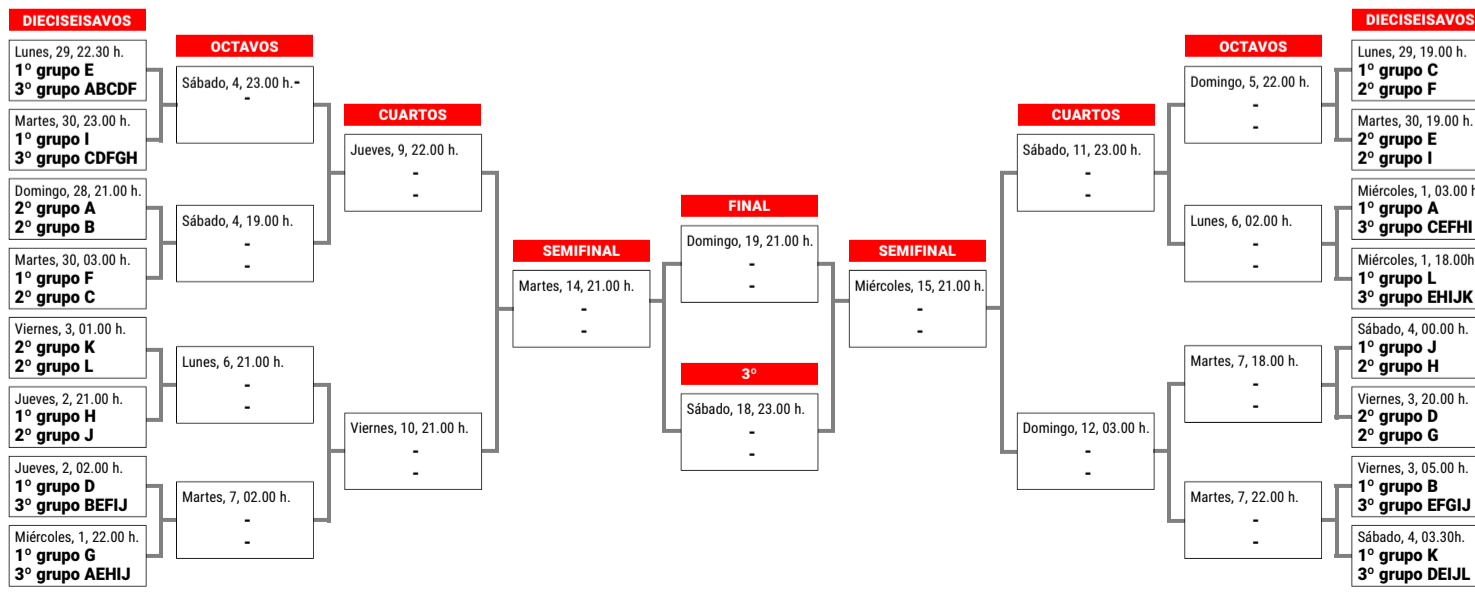 DIECISEISAVOS
Lunes, 29, 22.30 h.
1º grupo E
3º grupo ABCDF
Martes, 30, 23.00 h.
1º grupo I
3º grupo CDFGH
Domingo, 28, 21.00 h.
2º grupo A
2º grupo B
Martes, 30, 03.00 h.
1º grupo F
2º grupo C
Viernes, 3, 01.00 h.
2º grupo K
2º grupo L
Jueves, 2, 21.00 h.
1º grupo H
2º grupo J
Jueves, 2, 02.00 h.
1º grupo D
3º grupo BEFIJ
Miércoles, 1, 22.00 h.
1º grupo G
3º grupo AEHIJ
OCTAVOS
Sábado, 4, 23.00 h.-
-
Sábado, 4, 19.00 h.
-
-
Lunes, 6, 21.00 h.
-
-
Martes, 7, 02.00 h.
-
-
CUARTOS
Jueves, 9, 22.00 h.
-
-
Viernes, 10, 21.00 h.
-
-
SEMIFINAL
Martes, 14, 21.00 h.
-
-
FINAL
Domingo, 19, 21.00 h.
-
-
3º
Sábado, 18, 23.00 h.
-
-
SEMIFINAL
Miércoles, 15, 21.00 h.
-
-
CUARTOS
Sábado, 11, 23.00 h.
-
-
Domingo, 12, 03.00 h.
-
-
OCTAVOS
Domingo, 5, 22.00 h.
-
-
Lunes, 6, 02.00 h.
-
-
Martes, 7, 18.00 h.
-
-
Martes, 7, 22.00 h.
-
-
DIECISEISAVOS
Lunes, 29, 19.00 h.
1º grupo C
2º grupo F
Martes, 30, 19.00 h.
2º grupo E
2º grupo I
Miércoles, 1, 03.00 h
1º grupo A
3º grupo CEFHI
Miércoles, 1, 18.00h
1º grupo L
3º grupo EHIJK
Sábado, 4, 00.00 h.
1º grupo J
2º grupo H
Viernes, 3, 20.00 h.
2º grupo D
2º grupo G
Viernes, 3, 05.00 h.
1º grupo B
3º grupo EFGIJ
Sábado, 4, 03.30h.
1º grupo K
3º grupo DEIJL